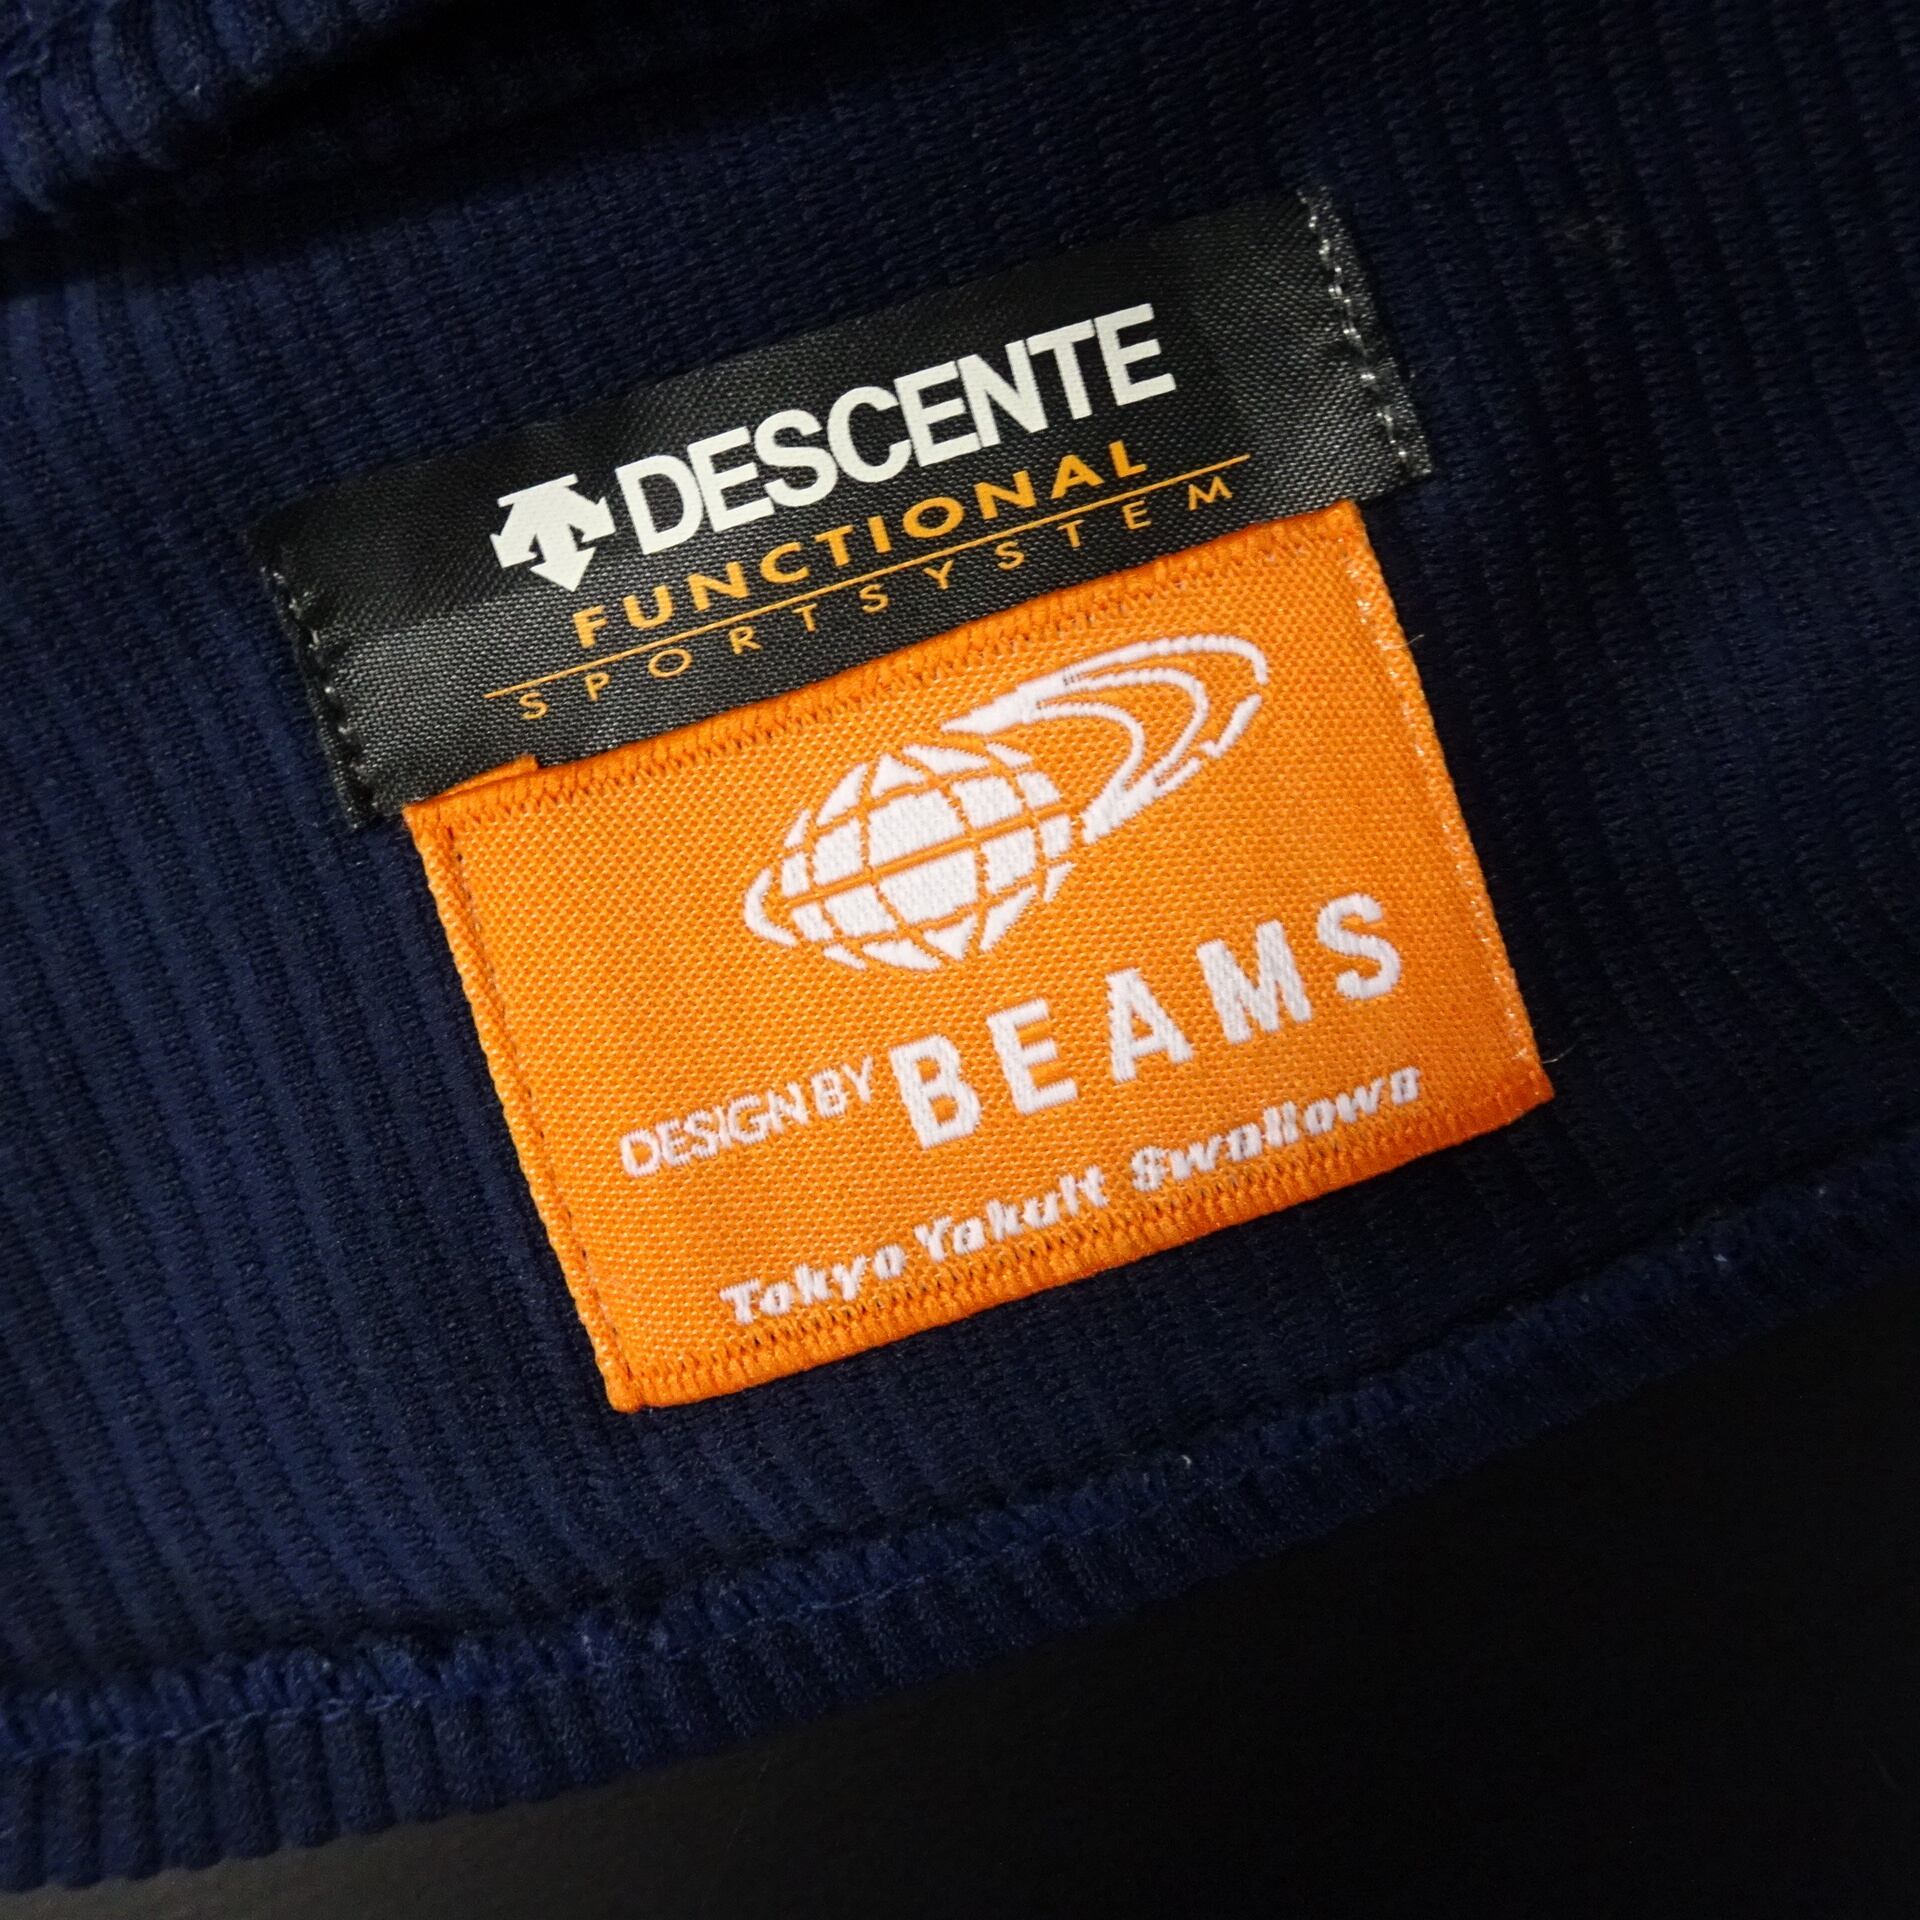 DESCENTE
FUNCTIONAL
SPORTSYSTEM
DESIGN BY BEAMS
Tokyo Yakult Swallows